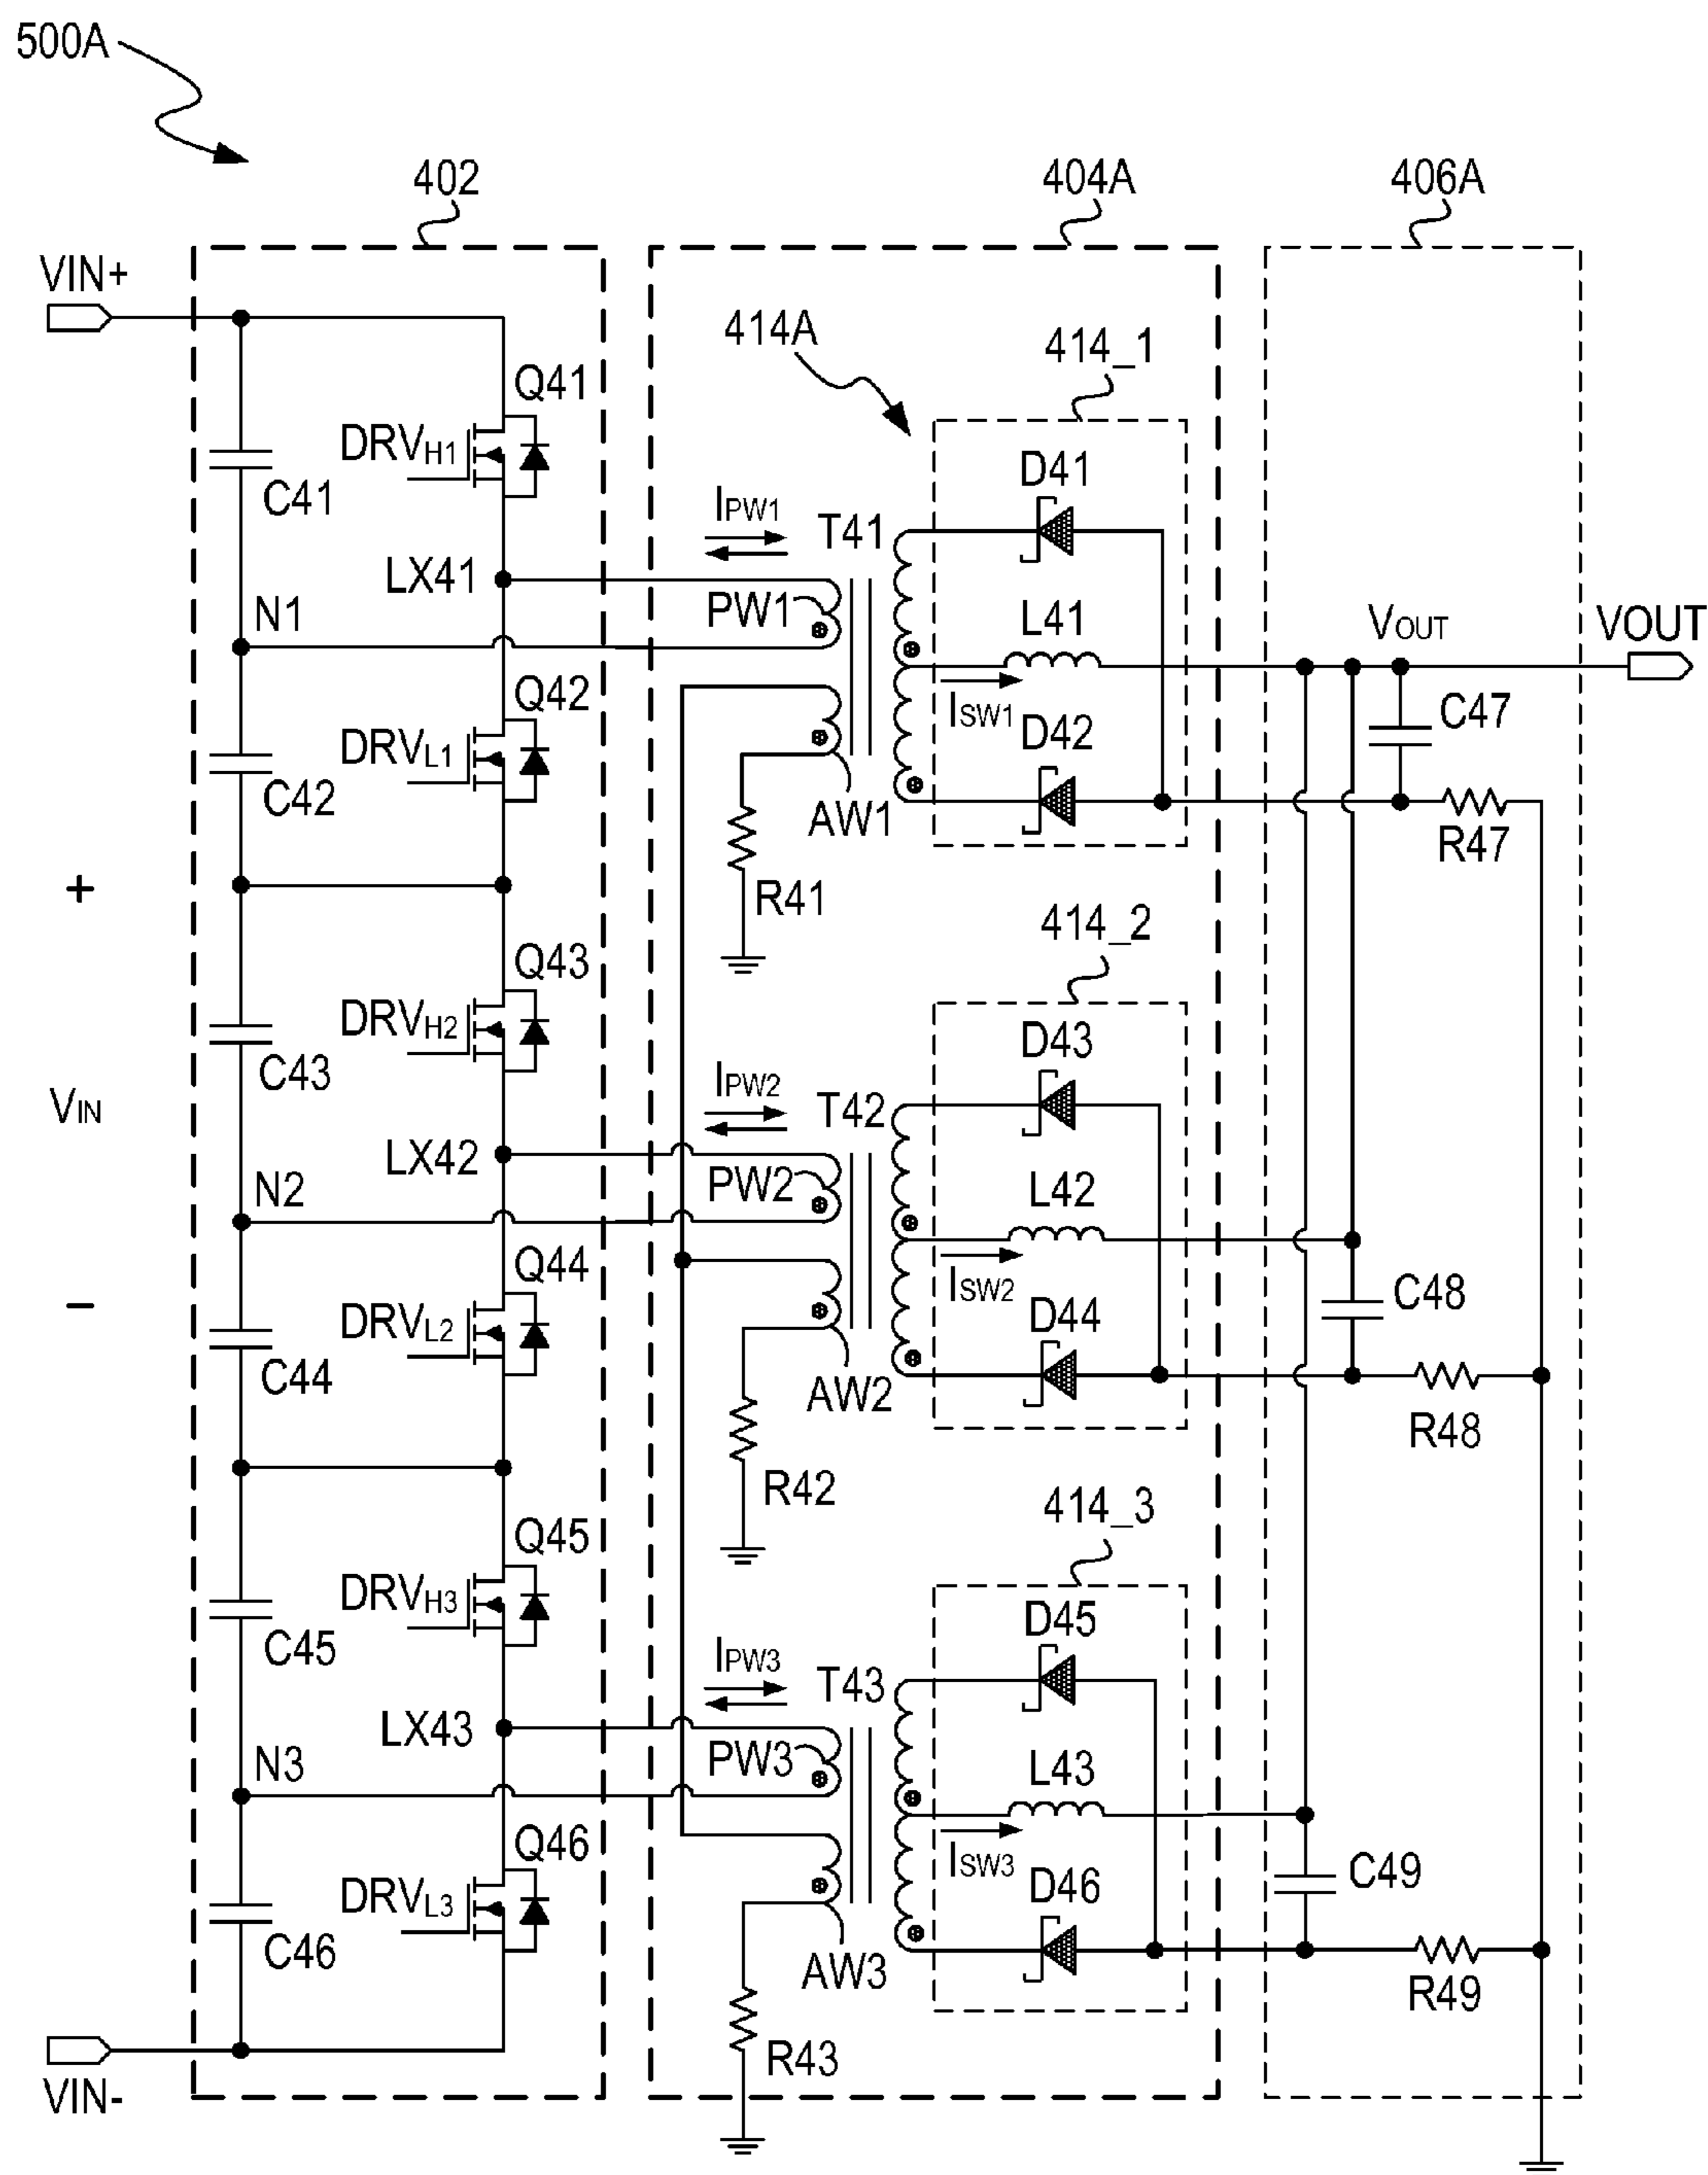 500A
402
404A
406A
VIN+
414A
414_1
Q41
DRVH1
C41
D41
IPW1
T41
LX41
PW1
N1
L41
VOUT
VOUT
ISW1
Q42
DRVL1
C42
D42
C47
AW1
R47
R41
+
414_2
Q43
DRVH2
C43
D43
IPW2
T42
VIN
LX42
PW2
N2
L42
ISW2
Q44
DRVL2
C44
D44
C48
−
AW2
R48
R42
414_3
Q45
DRVH3
C45
D45
IPW3
T43
LX43
PW3
N3
L43
ISW3
Q46
DRVL3
C46
D46
C49
AW3
R49
R43
VIN-